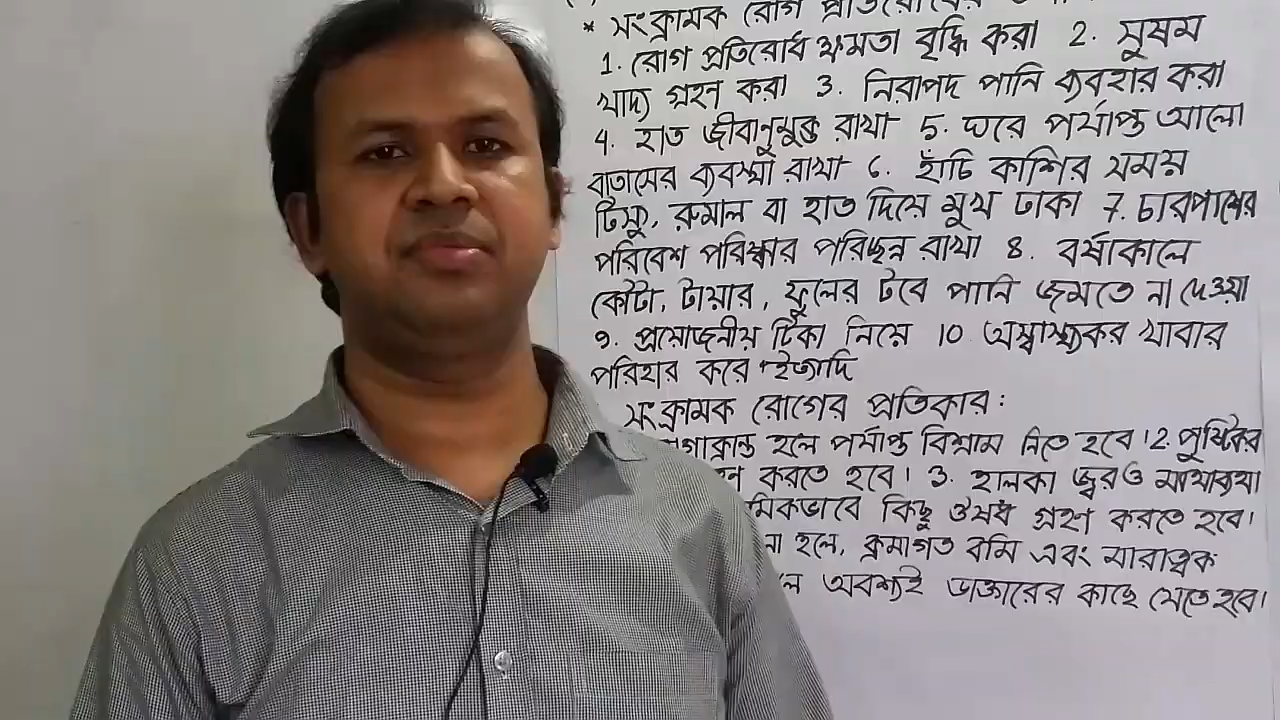 * সংক্রামক রোগ প্রতিরোধের
1. রোগ প্রতিরোধ ক্ষমতা বৃদ্ধি করা 2. সুষম
খাদ্য গ্রহণ করা 3. নিরাপদ পানি ব্যবহার করা
4. হাত জীবাণুমুক্ত রাখা 5. ঘরে পর্যাপ্ত আলো
বাতাসের ব্যবস্থা রাখা 6. হাঁচি কাশির সময়
টিস্যু, রুমাল বা হাত দিয়ে মুখ ঢাকা 7. চারপাশের
পরিবেশ পরিষ্কার পরিচ্ছন্ন রাখা 8. বর্ষাকালে
কৌটা, টায়ার, ফুলের টবে পানি জমতে না দেওয়া
9. প্রয়োজনীয় টিকা নিয়ে 10 অস্বাস্থ্যকর খাবার
পরিহার করে ইত্যাদি
সংক্রামক রোগের প্রতিকার:
হলে পর্যাপ্ত বিশ্রাম নিতে হবে। 2. পুষ্টিকর
করতে হবে। 3. হালকা জ্বর ও মাথাব্যথা
কিছু ঔষধ গ্রহণ করতে হবে।
না হলে, ক্রমাগত বমি এবং মারাত্বক
অবশ্যই ডাক্তারের কাছে যেতে হবে।